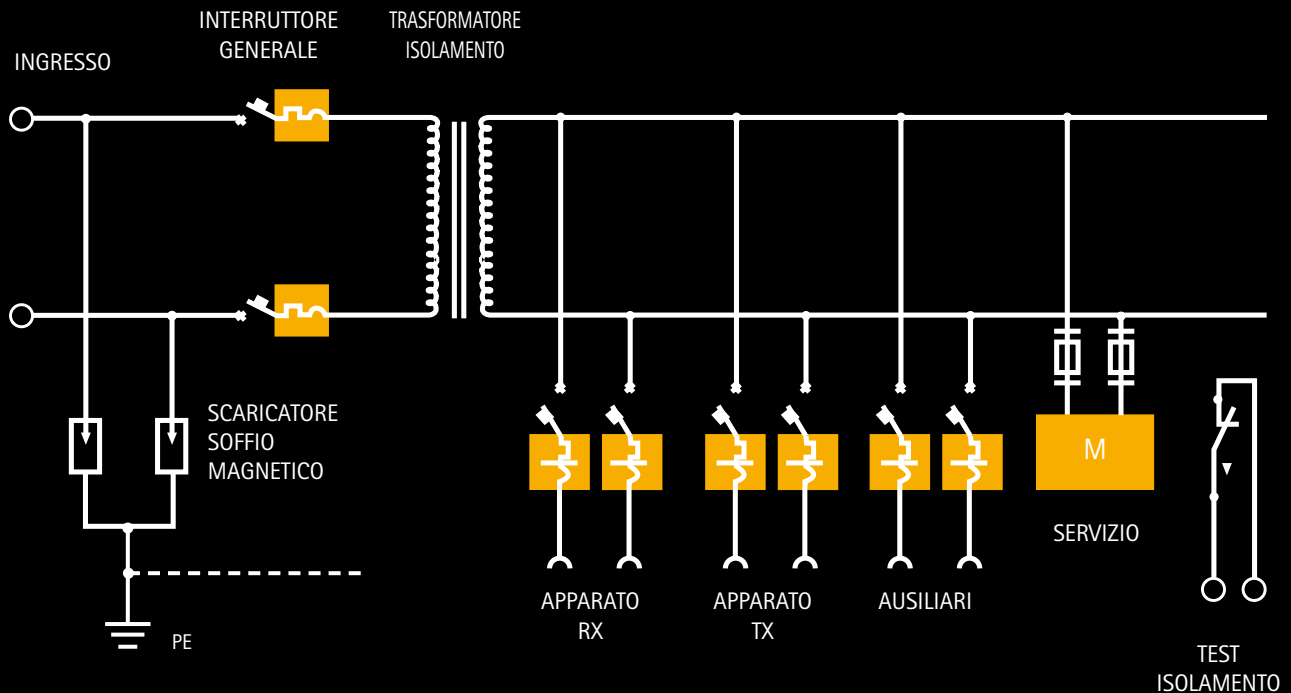 INTERRUTTORE
GENERALE
TRASFORMATORE
ISOLAMENTO
INGRESSO
SCARICATORE
SOFFIO
MAGNETICO
PE
APPARATO
RX
APPARATO
TX
AUSILIARI
M
SERVIZIO
TEST
ISOLAMENTO